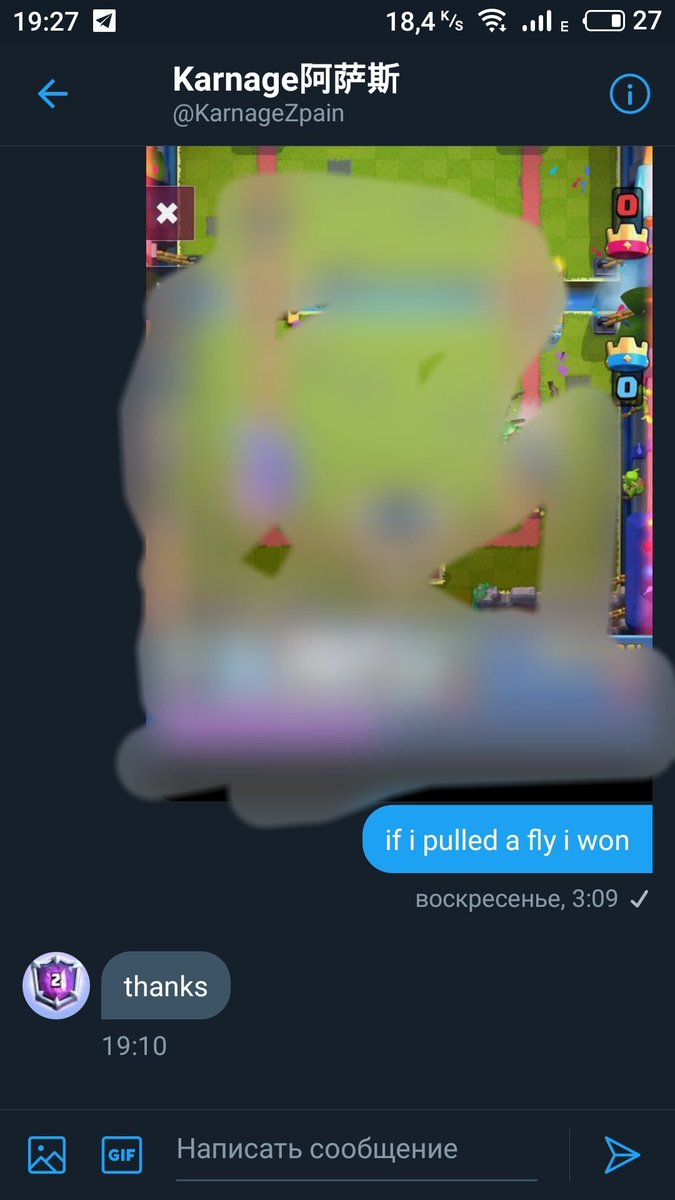 19:27 18,4 K/s E 27
Karnage阿萨斯
@KarnageZpain
0
0
if i pulled a fly i won
воскресенье, 3:09
21
thanks
19:10
GIF
Написать сообщение